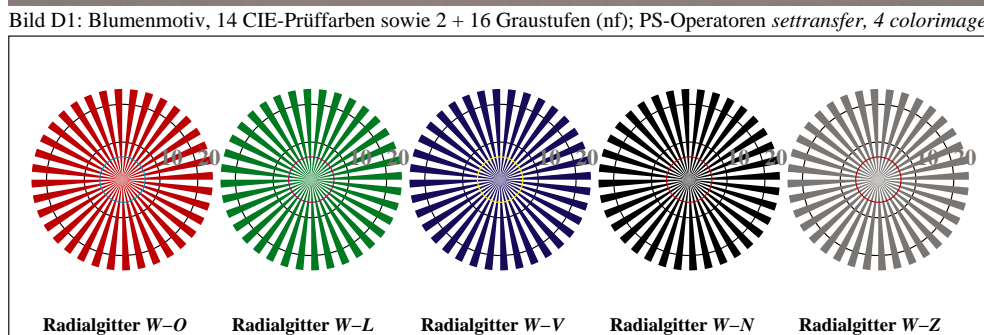 Bild D1: Blumenmotiv, 14 CIE-Prüffarben sowie 2 + 16 Graustufen (nf); PS-Operatoren settransfer, 4 colorimage
10 20 10 20 10 20 10 20 10 20
Radialgitter W–O Radialgitter W–L Radialgitter W–V Radialgitter W–N Radialgitter W–Z